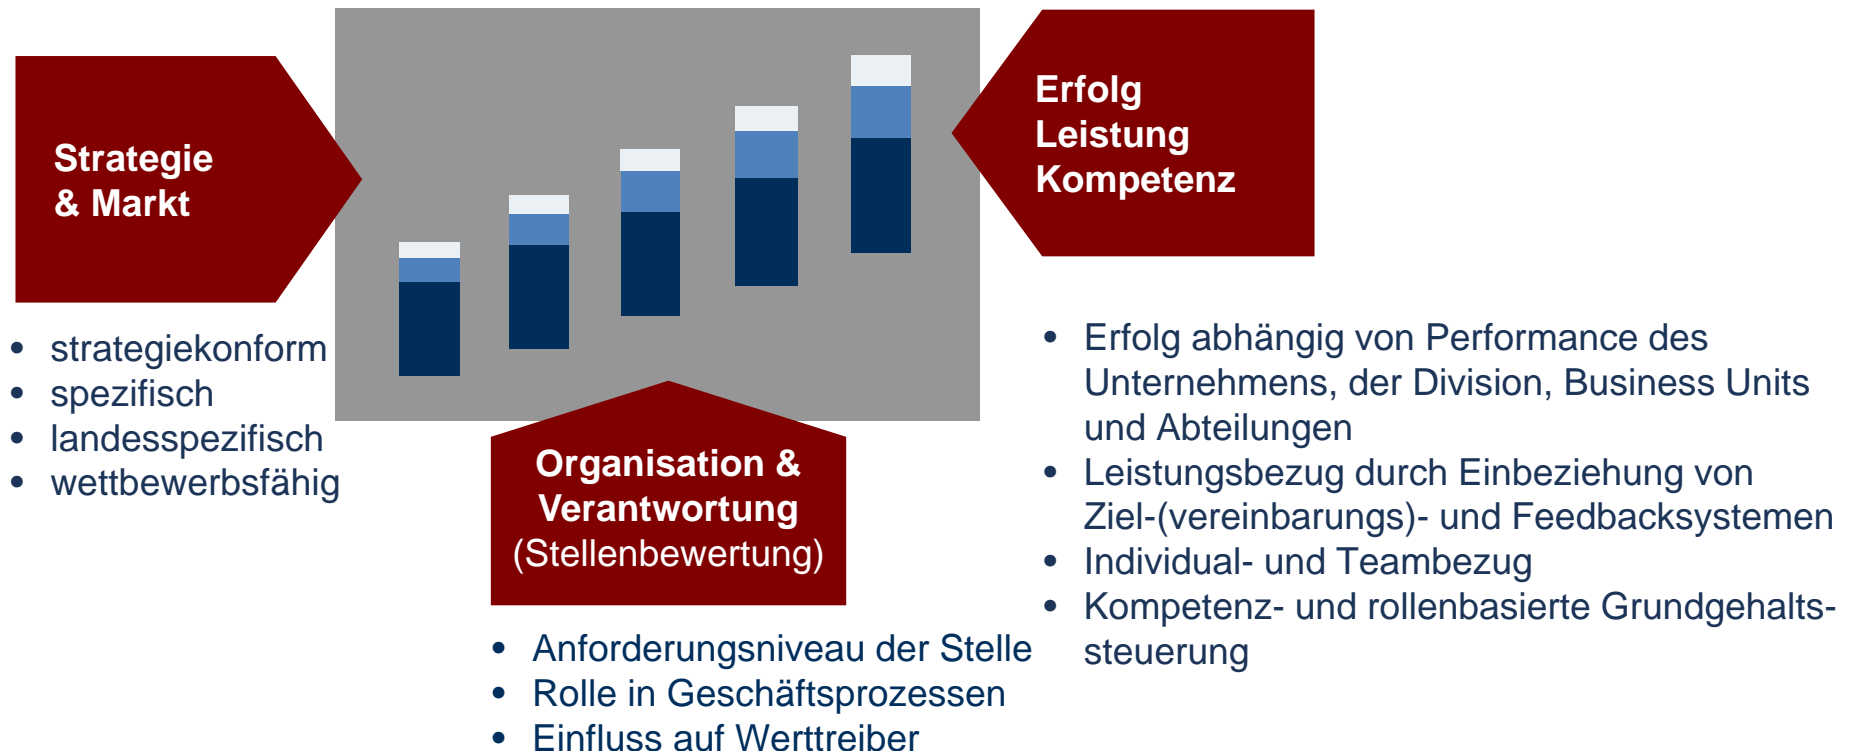 Strategie
& Markt
• strategiekonform
• spezifisch
• landesspezifisch
• wettbewerbsfähig
Organisation &
Verantwortung
(Stellenbewertung)
• Anforderungsniveau der Stelle
• Rolle in Geschäftsprozessen
• Einfluss auf Werttreiber
Erfolg
Leistung
Kompetenz
• Erfolg abhängig von Performance des
Unternehmens, der Division, Business Units
und Abteilungen
• Leistungsbezug durch Einbeziehung von
Ziel-(vereinbarungs)- und Feedbacksystemen
• Individual- und Teambezug
• Kompetenz- und rollenbasierte Grundgehalts-
steuerung